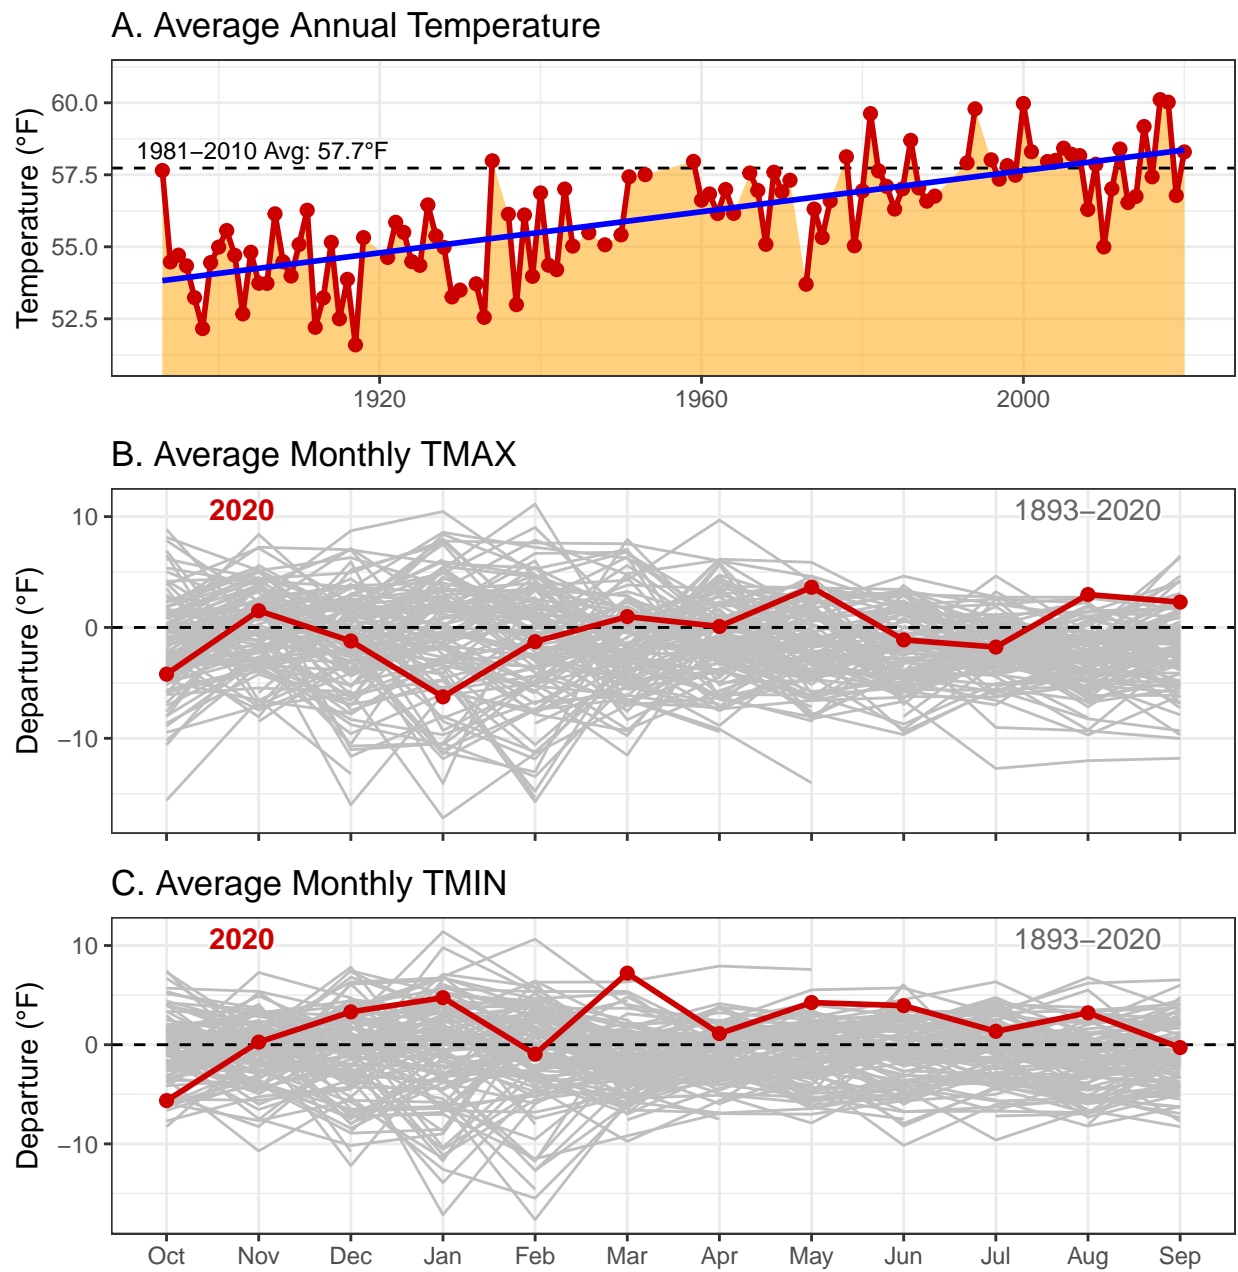 A. Average Annual Temperature
Temperature (°F)
60.0
57.5
55.0
52.5
1981–2010 Avg: 57.7°F
1920 1960 2000
B. Average Monthly TMAX
Departure (°F)
10
0
−10
2020 1893–2020
C. Average Monthly TMIN
Departure (°F)
10
0
−10
2020 1893–2020
Oct Nov Dec Jan Feb Mar Apr May Jun Jul Aug Sep